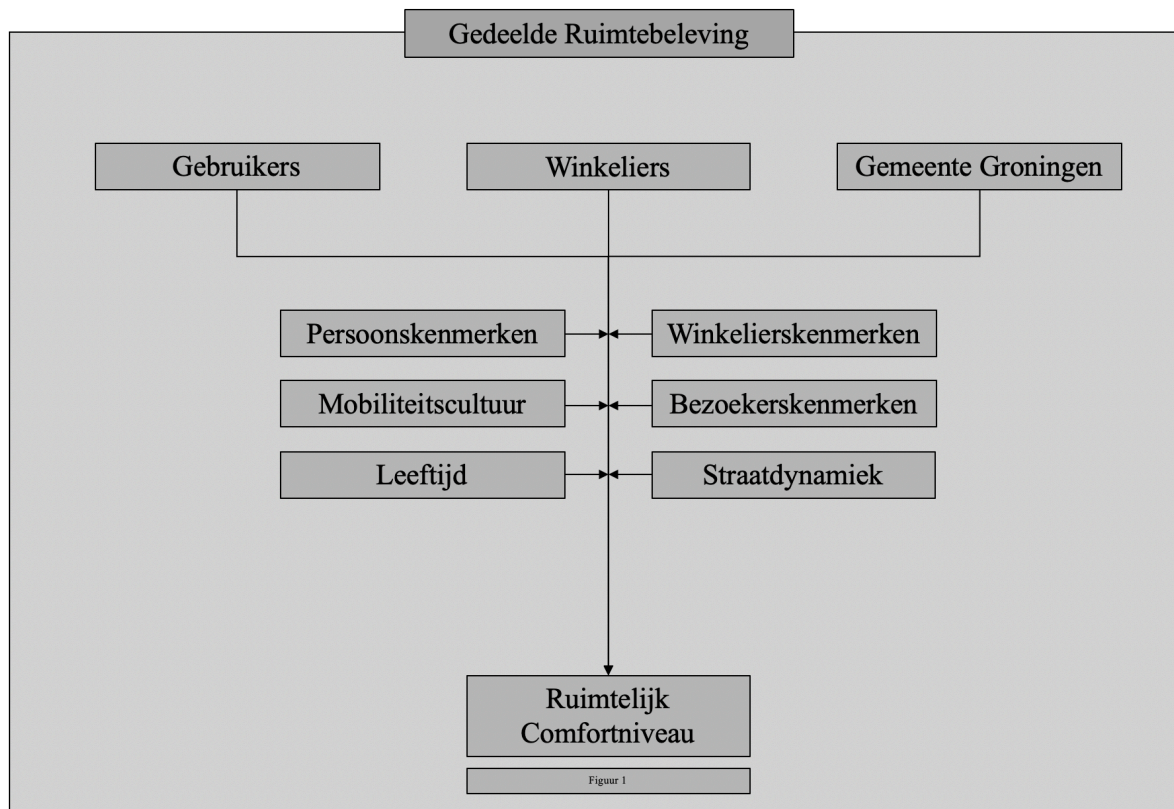 Gedeelde Ruimtebeleving
Gebruikers
Winkeliers
Gemeente Groningen
Persoonskenmerken
Winkelierskenmerken
Mobiliteitscultuur
Bezoekerskenmerken
Leeftijd
Straatdynamiek
Ruimtelijk
Comfortniveau
Figuur 1